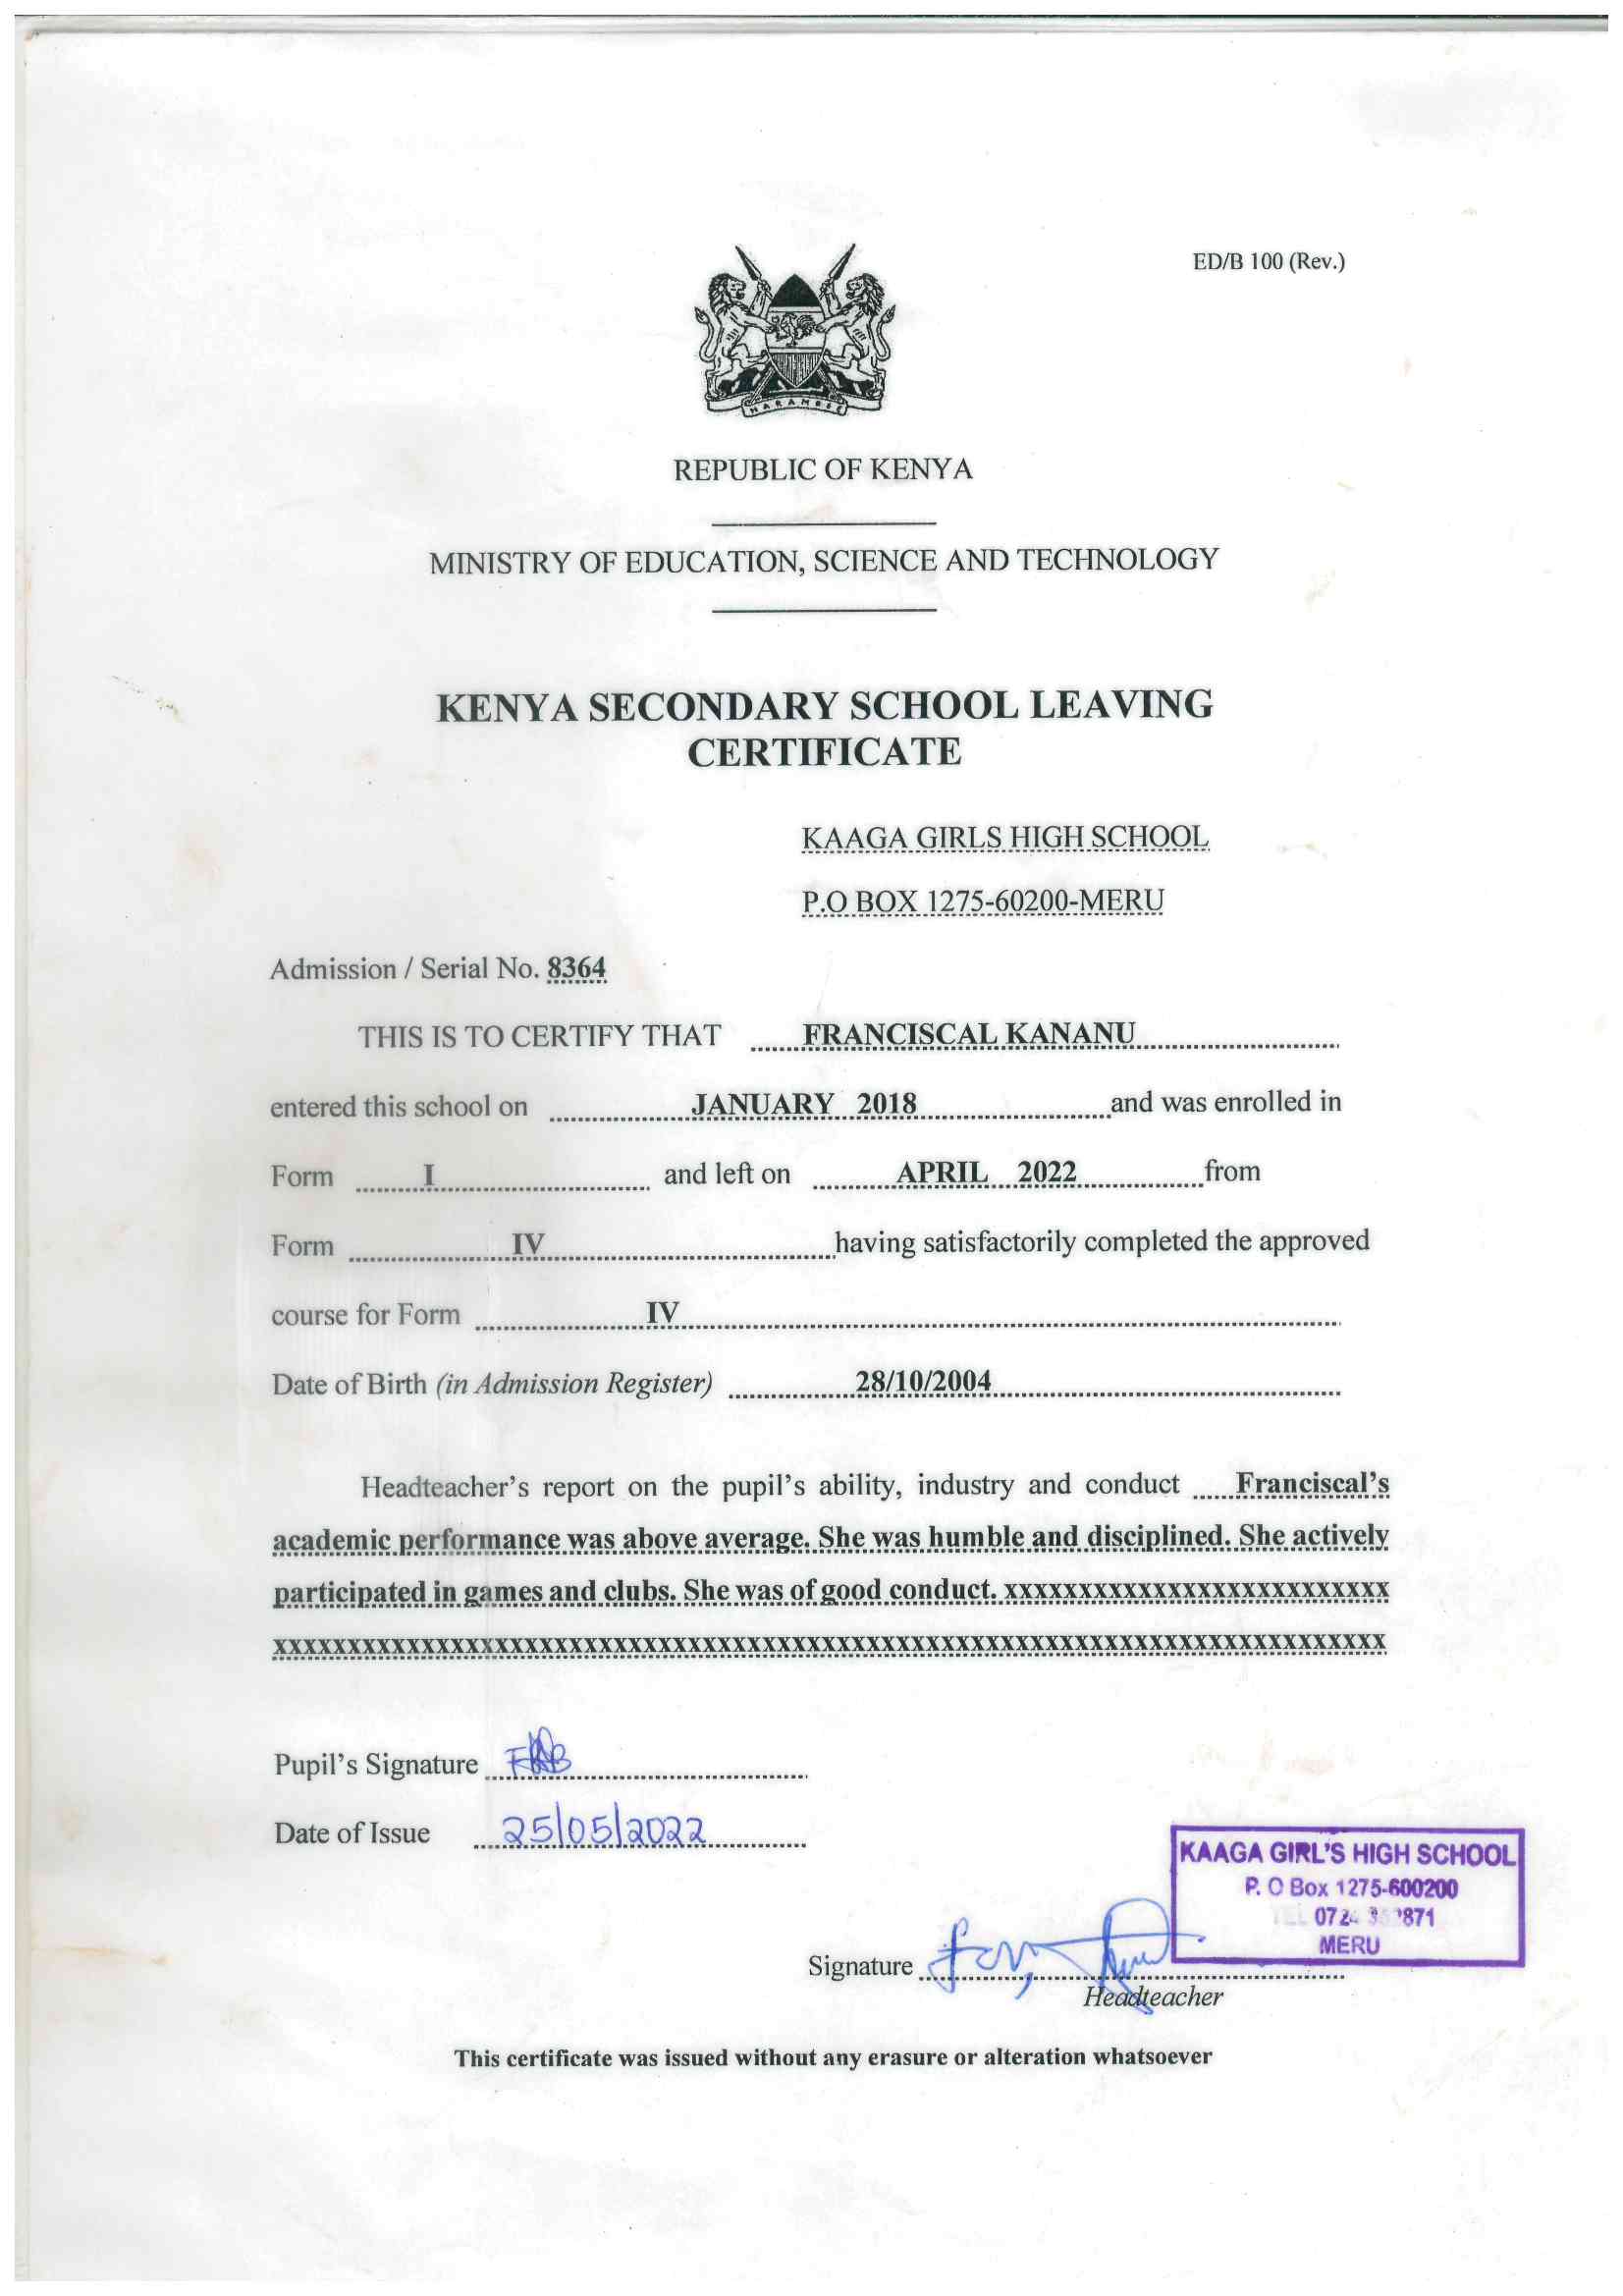 ED/B 100 (Rev.)
HARAMBEE
REPUBLIC OF KENYA
MINISTRY OF EDUCATION, SCIENCE AND TECHNOLOGY
KENYA SECONDARY SCHOOL LEAVING
CERTIFICATE
KAAGA GIRLS HIGH SCHOOL
P.O BOX 1275-60200-MERU
Admission / Serial No. 8364
THIS IS TO CERTIFY THAT FRANCISCAL KANANU
entered this school on JANUARY 2018 and was enrolled in
Form I and left on APRIL 2022 from
Form IV having satisfactorily completed the approved
course for Form IV
Date of Birth (in Admission Register) 28/10/2004
Headteacher's report on the pupil's ability, industry and conduct Franciscal's
academic performance was above average. She was humble and disciplined. She actively
participated in games and clubs. She was of good conduct. xxxxxxxxxxxxxxxxxxxxxxxxxx
xxxxxxxxxxxxxxxxxxxxxxxxxxxxxxxxxxxxxxxxxxxxxxxxxxxxxxxxxxxxxxxxxxxxxxxxxxx
Pupil's Signature
Date of Issue 25/05/2022
KAAGA GIRL'S HIGH SCHOOL
P. O Box 1275-600200
TEL
MERU
Signature
Headteacher
This certificate was issued without any erasure or alteration whatsoever